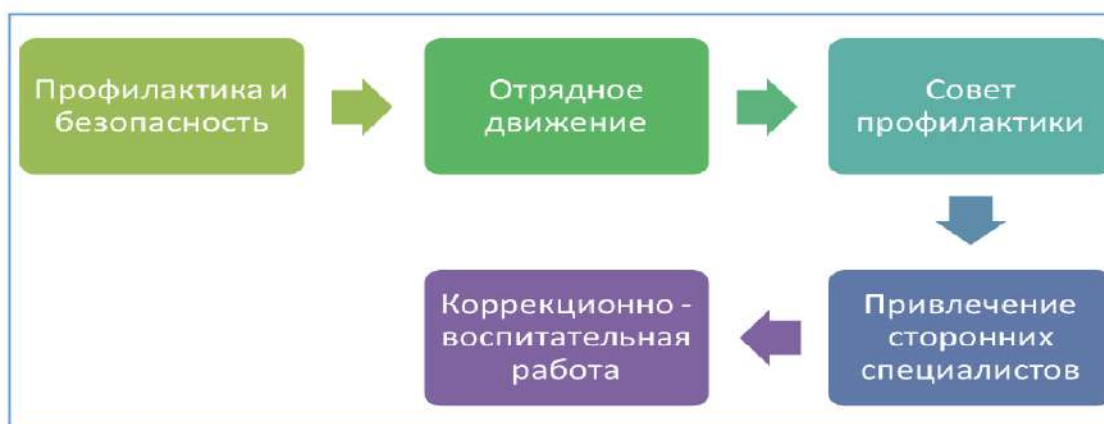 Профилактика и
безопасность
Отрядное
движение
Совет
профилактики
Привлечение
сторонних
специалистов
Коррекционно -
воспитательная
работа